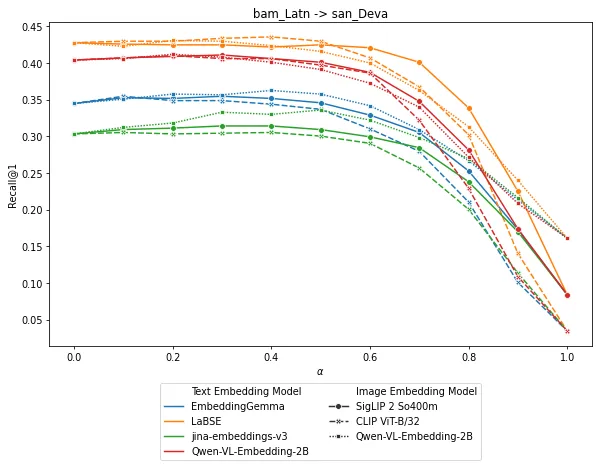 bam_Latn -> san_Deva
Recall@1
0.45
0.40
0.35
0.30
0.25
0.20
0.15
0.10
0.05
0.0 0.2 0.4 0.6 0.8 1.0
α
Text Embedding Model Image Embedding Model
EmbeddingGemma SigLIP 2 So400m
LaBSE CLIP ViT-B/32
jina-embeddings-v3 Qwen-VL-Embedding-2B
Qwen-VL-Embedding-2B